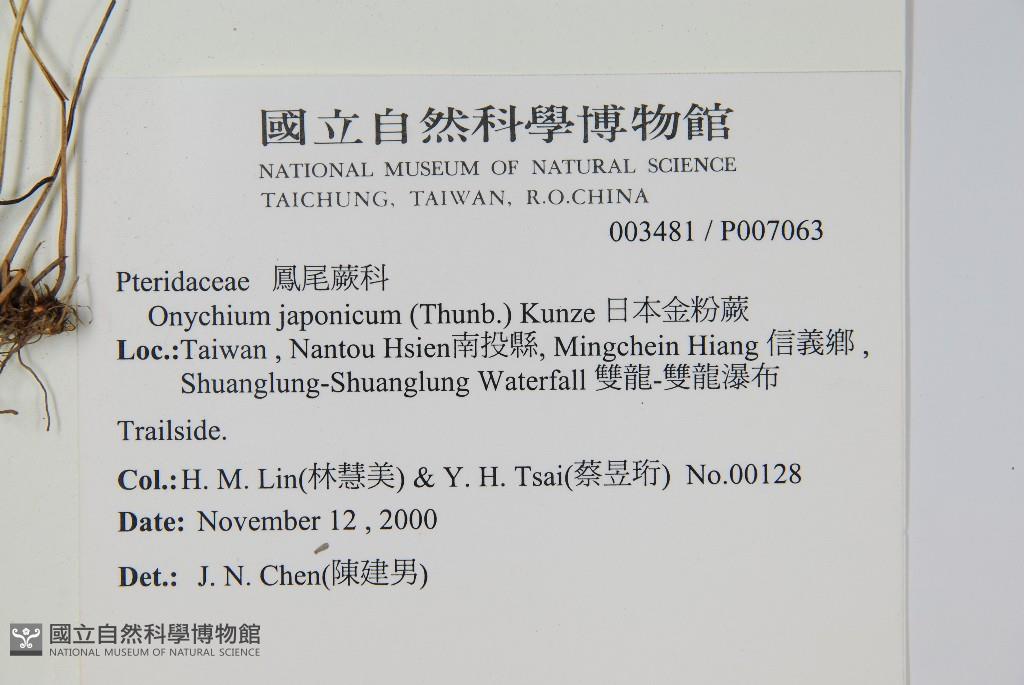 國立自然科學博物館
NATIONAL MUSEUM OF NATURAL SCIENCE
TAICHUNG, TAIWAN, R.O.CHINA
003481 / P007063
Pteridaceae 鳳尾蕨科
Onychium japonicum (Thunb.) Kunze 日本金粉蕨
Loc.:Taiwan , Nantou Hsien南投縣, Mingchein Hiang 信義鄉 ,
Shuanglung-Shuanglung Waterfall 雙龍-雙龍瀑布
Trailside.
Col.:H. M. Lin(林慧美) & Y. H. Tsai(蔡昱珩) No.00128
Date: November 12 , 2000
Det.: J. N. Chen(陳建男)
國立自然科學博物館
NATIONAL MUSEUM OF NATURAL SCIENCE